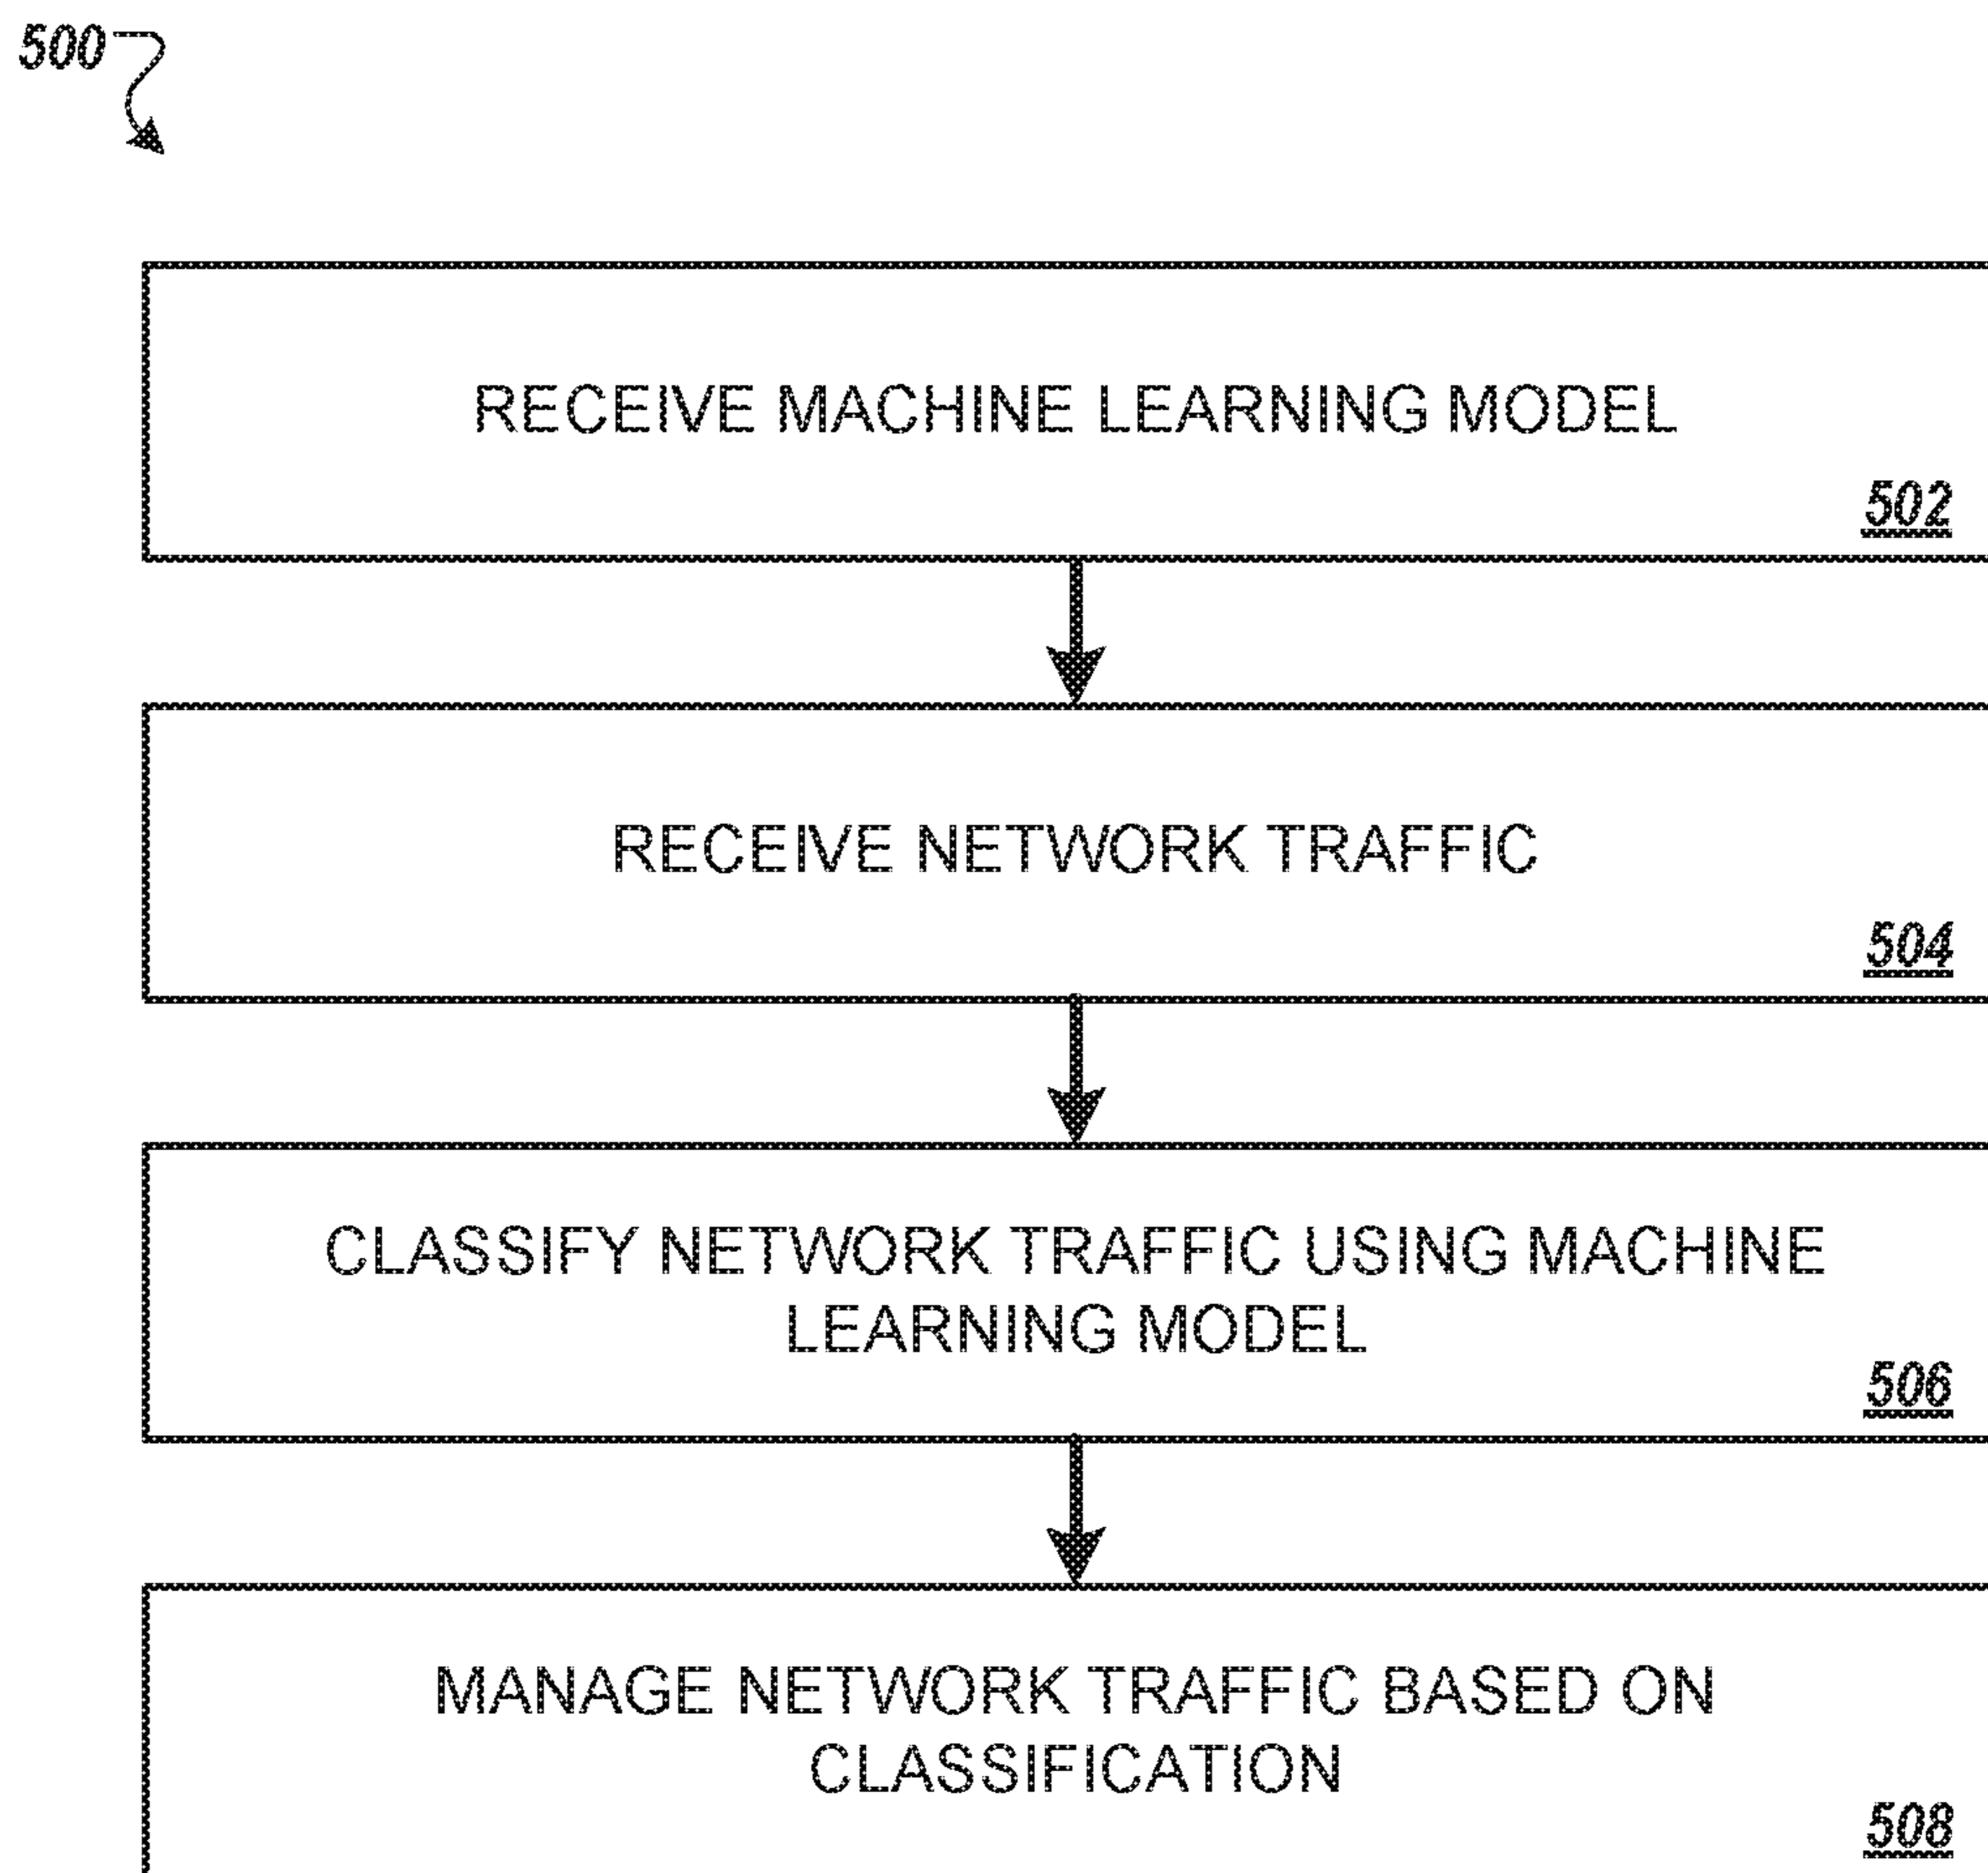 500
RECEIVE MACHINE LEARNING MODEL
502
RECEIVE NETWORK TRAFFIC
504
CLASSIFY NETWORK TRAFFIC USING MACHINE
LEARNING MODEL
506
MANAGE NETWORK TRAFFIC BASED ON
CLASSIFICATION
508